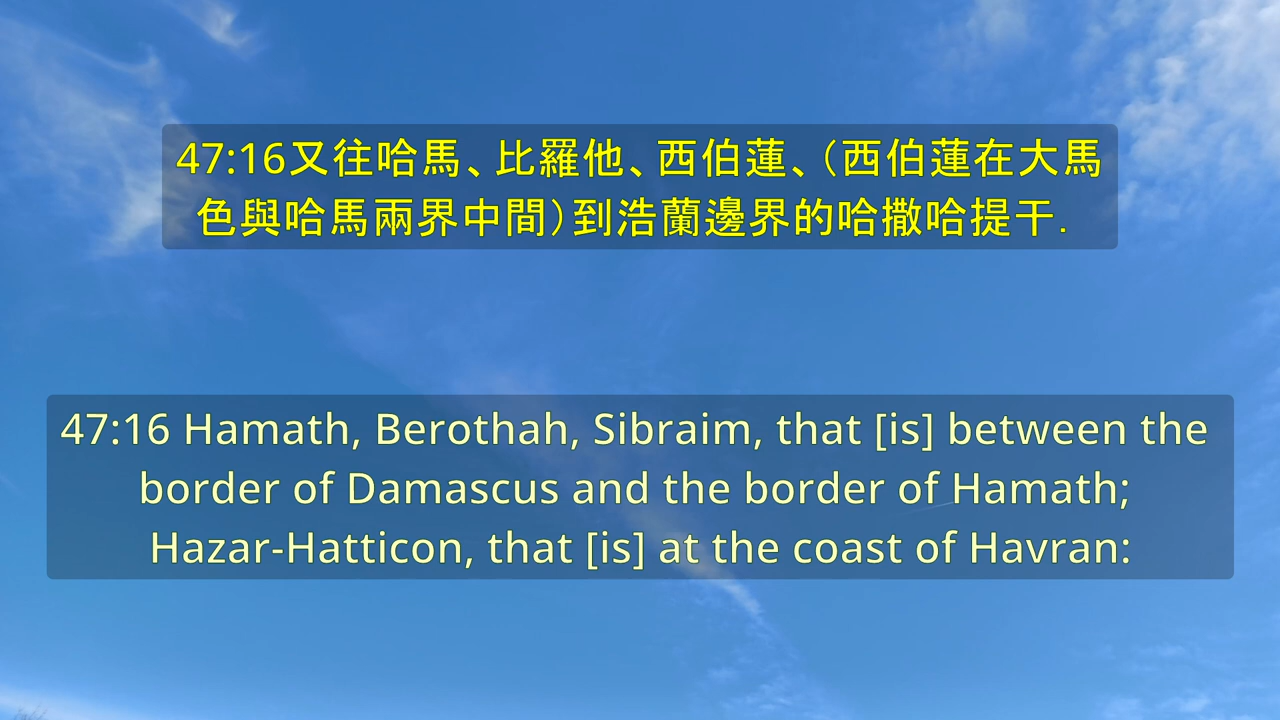 47:16又往哈馬、比羅他、西伯蓮、（西伯蓮在大馬
色與哈馬兩界中間）到浩蘭邊界的哈撒哈提干.
47:16 Hamath, Berothah, Sibraim, that [is] between the
border of Damascus and the border of Hamath;
Hazar-Hatticon, that [is] at the coast of Havran: